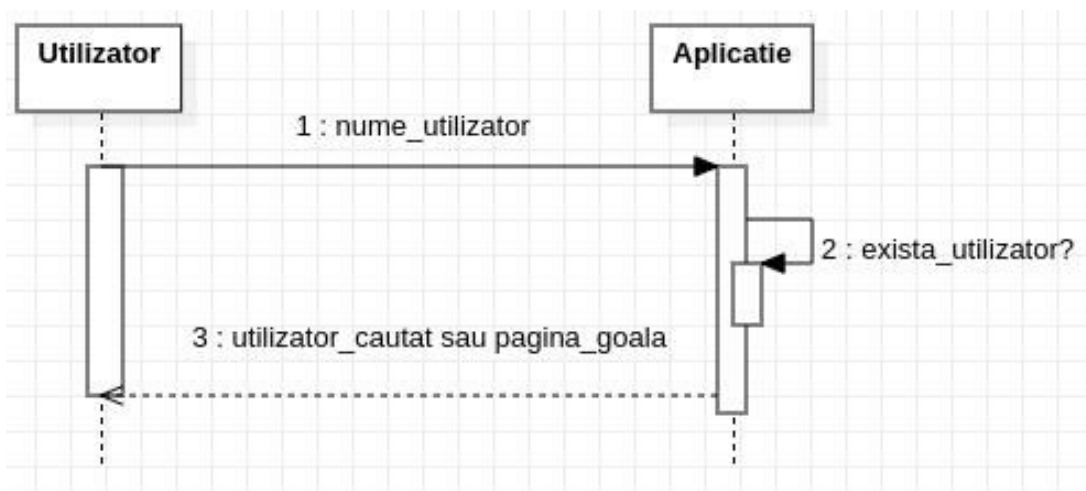 Utilizator
Aplicatie
1 : nume_utilizator
2 : exista_utilizator?
3 : utilizator_cautat sau pagina_goala